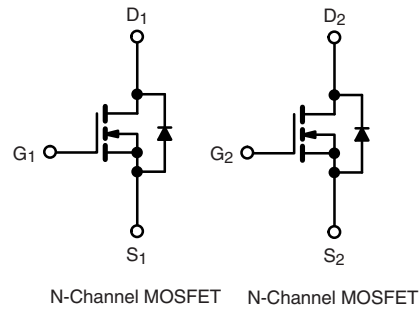 D1 D2
G1 G2
S1 S2
N-Channel MOSFET N-Channel MOSFET